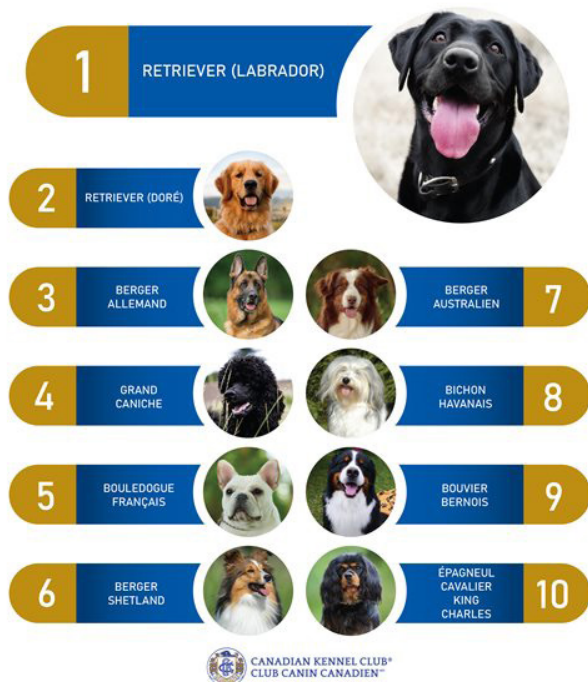 1
RETRIEVER (LABRADOR)
2
RETRIEVER (DORÉ)
3
BERGER
ALLEMAND
4
GRAND
CANICHE
5
BOULEDOGUE
FRANÇAIS
6
BERGER
SHETLAND
BERGER
AUSTRALIEN
7
BICHON
HAVANAIS
8
BOUVIER
BERNOIS
9
ÉPAGNEUL
CAVALIER
KING
CHARLES
10
CANADIAN KENNEL CLUB®
CLUB CANIN CANADIEN